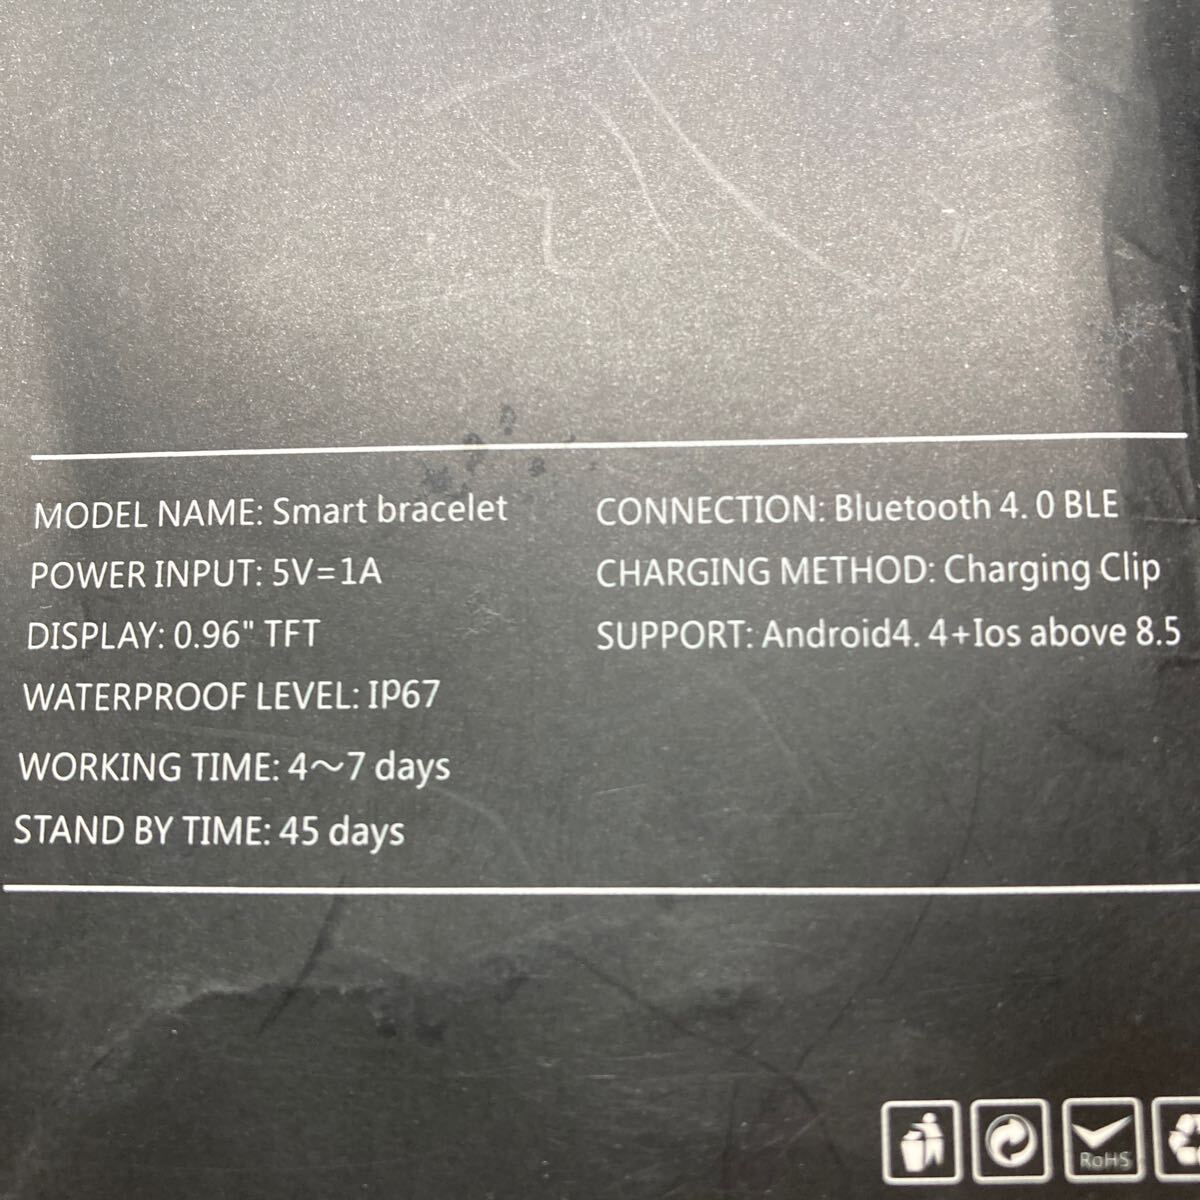 MODEL NAME: Smart bracelet
POWER INPUT: 5V=1A
DISPLAY: 0.96" TFT
WATERPROOF LEVEL: IP67
WORKING TIME: 4～7 days
STAND BY TIME: 45 days
CONNECTION: Bluetooth 4. 0 BLE
CHARGING METHOD: Charging Clip
SUPPORT: Android4. 4+Ios above 8.5
RoHS